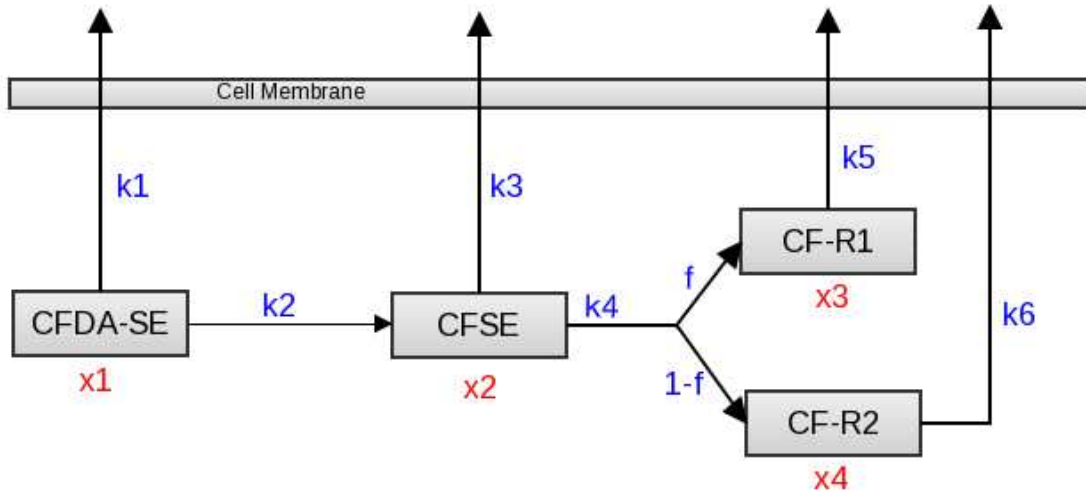 Cell Membrane
k1
k3
k5
CF-R1
x3
f
k6
CFDA-SE
k2
CFSE
k4
x1
x2
1-f
CF-R2
x4